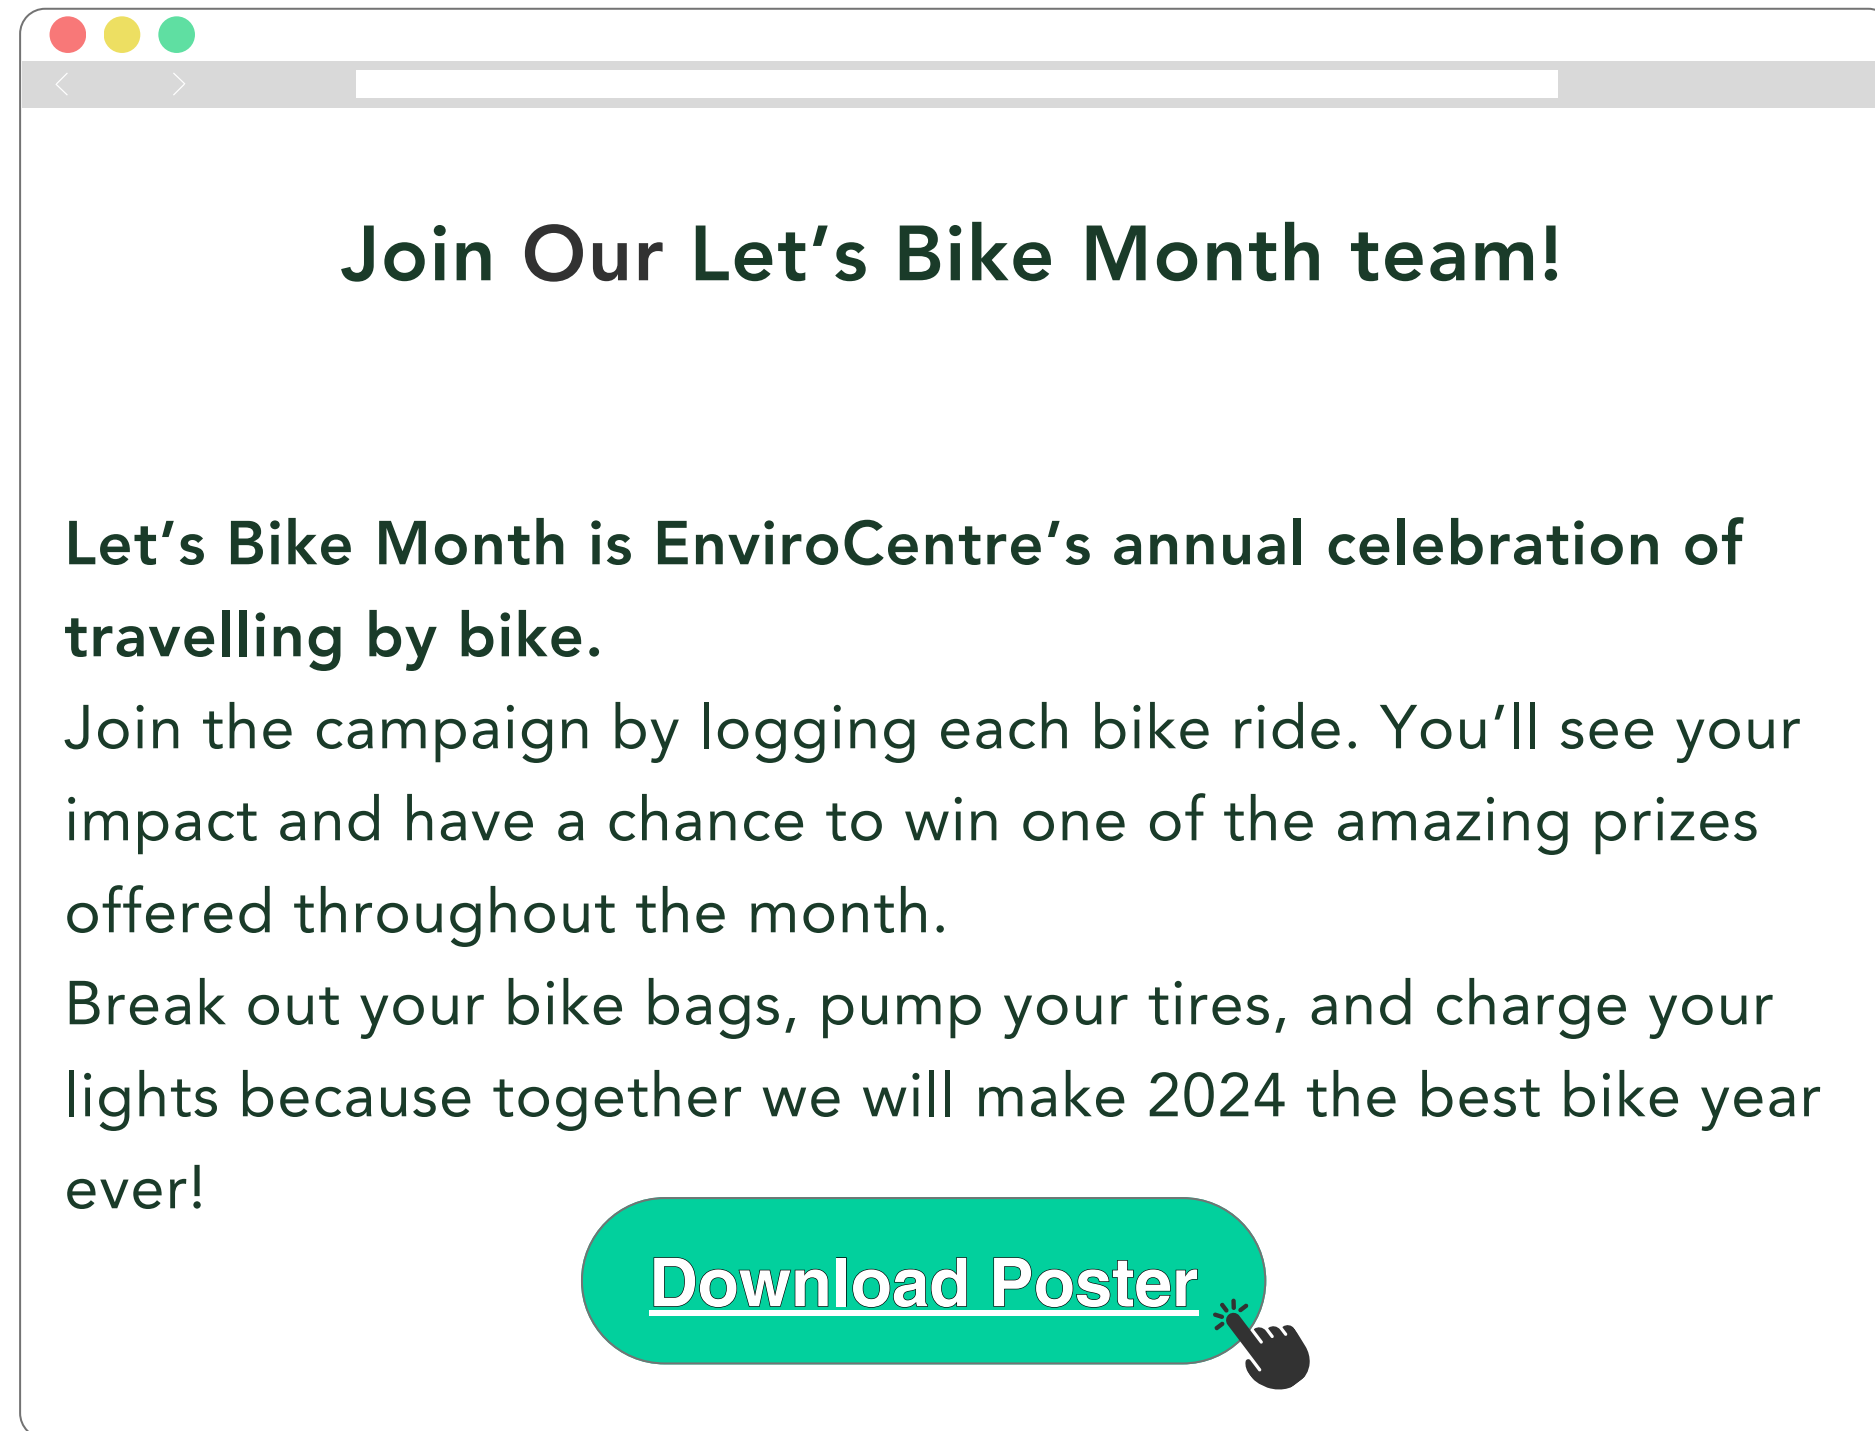 Join Our Let’s Bike Month team!
Let’s Bike Month is EnviroCentre’s annual celebration of
travelling by bike.
Join the campaign by logging each bike ride. You’ll see your
impact and have a chance to win one of the amazing prizes
offered throughout the month.
Break out your bike bags, pump your tires, and charge your
lights because together we will make 2024 the best bike year
ever!
Download Poster